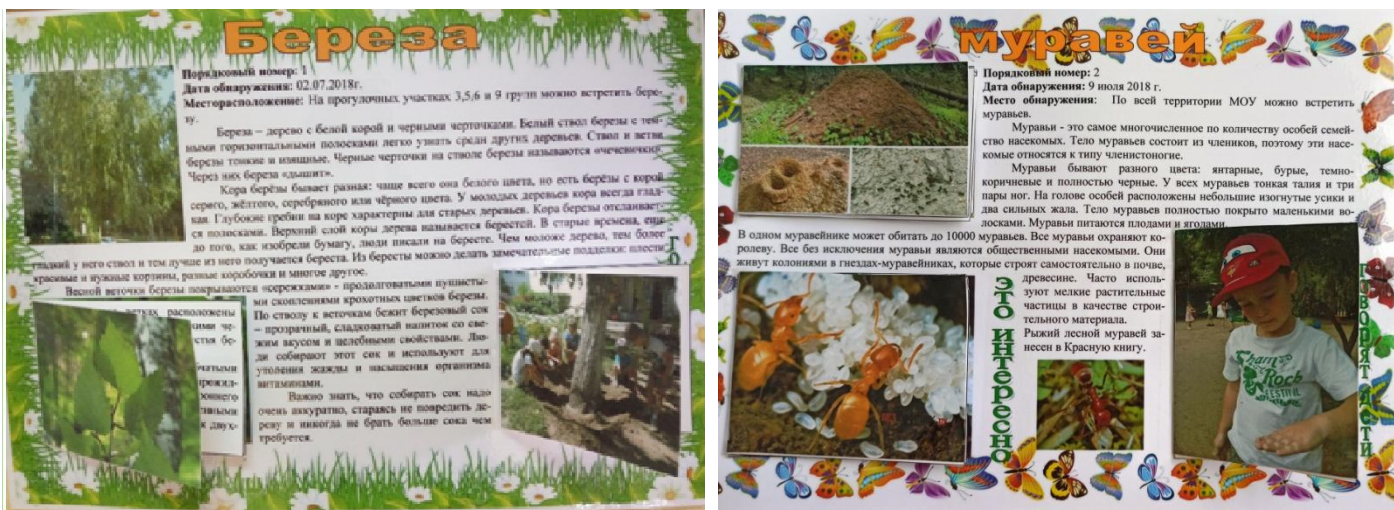 Береза
Порядковый номер: 1
Дата обнаружения: 02.07.2018г.
Месторасположение: На прогулочных участках 3,5,6 и 9 групп можно встретить бере-
зу.
Береза – дерево с белой корой и черными черточками. Белый ствол березы с тем-
ными горизонтальными полосками легко узнать среди других деревьев. Ствол и ветви
березы тонкие и изящные. Черные черточки на стволе березы называются «чечевички».
Через них береза «дышит».
Кора берёзы бывает разная: чаще всего она белого цвета, но есть берёзы с корой
серого, жёлтого, серебряного или чёрного цвета. У молодых деревьев кора всегда глад-
кая. Глубокие гребни на коре характерны для старых деревьев. Кора березы отслаивает-
ся полосками. Верхний слой коры дерева называется берестой. В старые времена, еще
до того, как изобрели бумагу, люди писали на бересте. Чем моложе дерево, тем более
гладкий у него ствол и тем лучше из него получается береста. Из бересты можно делать замечательные поделки: плести
красивые и нужные корзины, разные коробочки и многое другое.
Весной веточки березы покрываются «сережками» - продолговатыми пушисты-
ми скоплениями крохотных цветков березы.
По стволу к веточкам бежит березовый сок
– прозрачный, сладковатый напиток со све-
жим вкусом и целебными свойствами. Лю-
ди собирают этот сок и используют для
утоления жажды и насыщения организма
витаминами.
Важно знать, что собирать сок надо
очень аккуратно, стараясь не повредить де-
реву и никогда не брать больше сока чем
требуется.
ветках расположены
муравей
Порядковый номер: 2
Дата обнаружения: 9 июля 2018 г.
Место обнаружения: По всей территории МОУ можно встретить
муравьев.
Муравьи - это самое многочисленное по количеству особей семей-
ство насекомых. Тело муравьев состоит из члеников, поэтому эти насе-
комые относятся к типу членистоногие.
Муравьи бывают разного цвета: янтарные, бурые, темно-
коричневые и полностью черные. У всех муравьев тонкая талия и три
пары ног. На голове особей расположены небольшие изогнутые усики и
два сильных жала. Тело муравьев полностью покрыто маленькими во-
лосками. Муравьи питаются плодами и ягодами.
В одном муравейнике может обитать до 10000 муравьев. Все муравьи охраняют ко-
ролеву. Все без исключения муравьи являются общественными насекомыми. Они
живут колониями в гнездах-муравейниках, которые строят самостоятельно в почве,
древесине. Часто исполь-
зуют мелкие растительные
частицы в качестве строи-
тельного материала.
Рыжий лесной муравей за-
несен в Красную книгу.
ЭТО ИНТЕРЕСНО
ГОВОРЯТ ДЕТИ
Sham
Rock
FESTIVAL